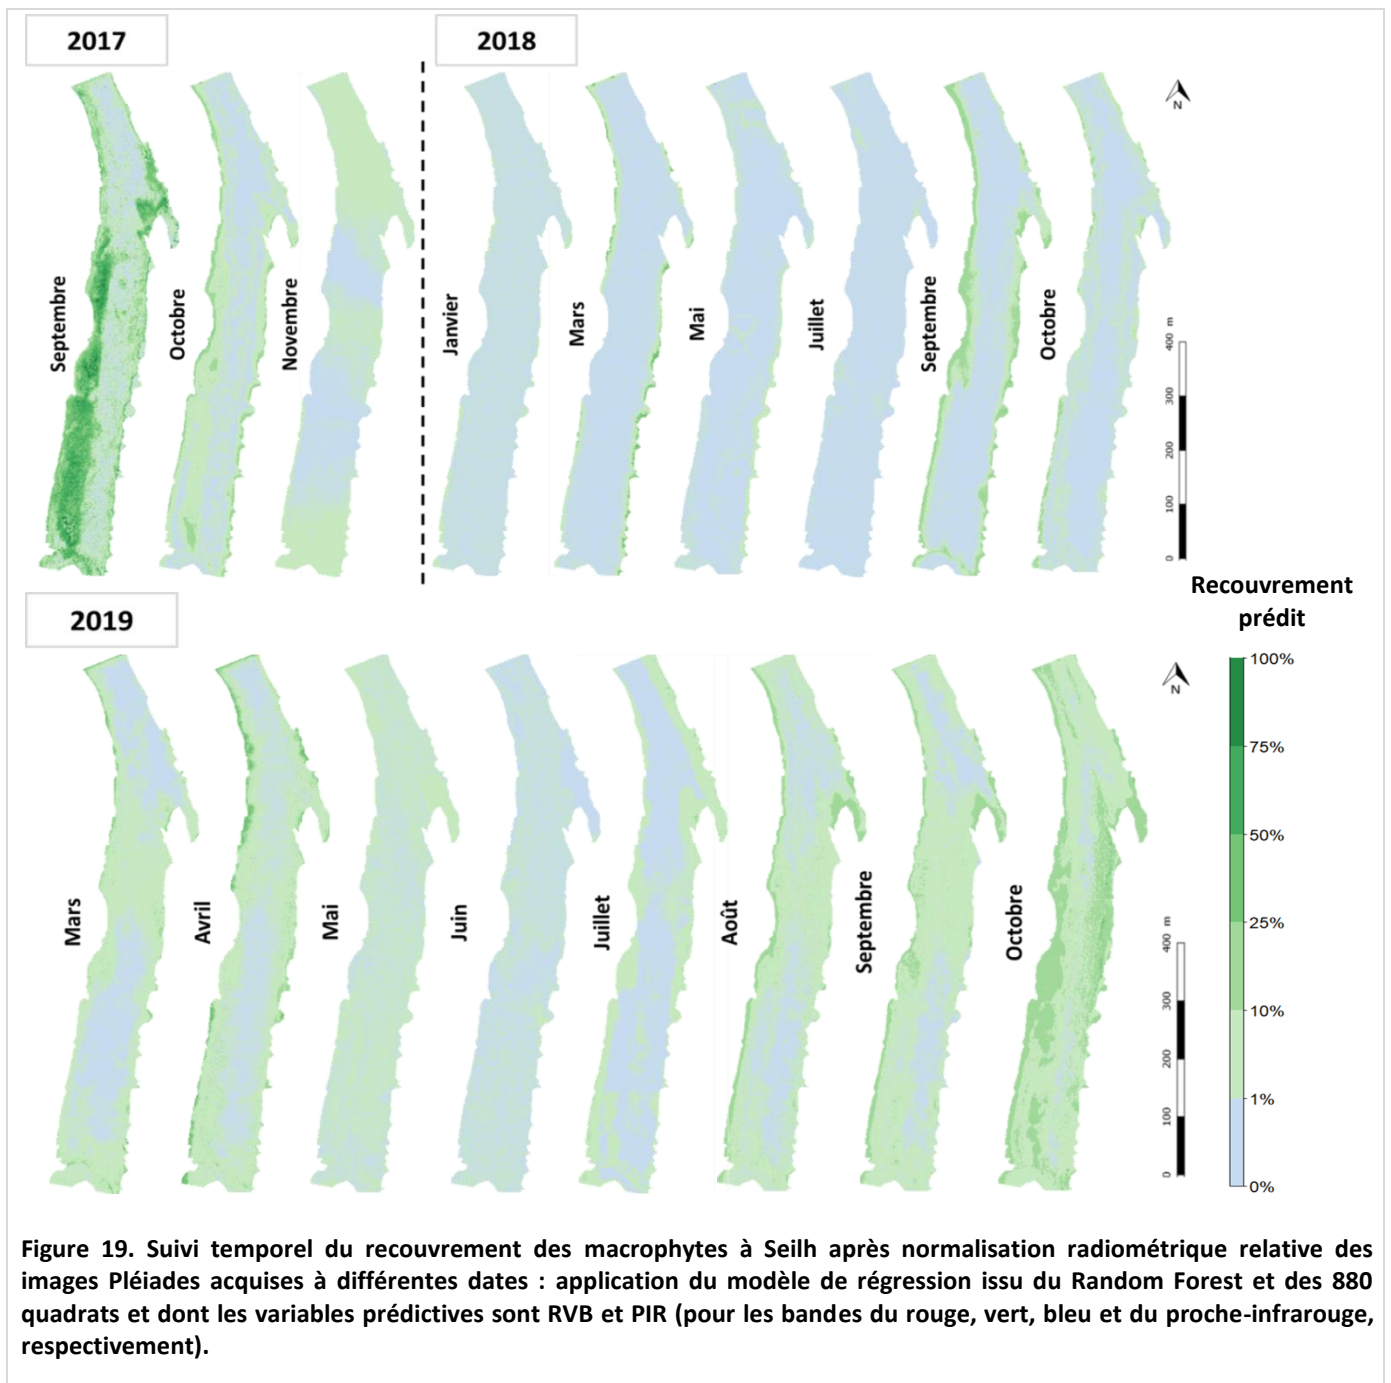 2017
2018
Septembre
Octobre
Novembre
Janvier
Mars
Mai
Juillet
Septembre
Octobre
N
400 m
300
200
100
0
2019
Mars
Avril
Mai
Juin
Juillet
Août
Septembre
Octobre
N
400 m
300
200
100
0
Recouvrement
prédit
100%
75%
50%
25%
10%
1%
0%
Figure 19. Suivi temporel du recouvrement des macrophytes à Seilh après normalisation radiométrique relative des
images Pléiades acquises à différentes dates : application du modèle de régression issu du Random Forest et des 880
quadrats et dont les variables prédictives sont RVB et PIR (pour les bandes du rouge, vert, bleu et du proche-infrarouge,
respectivement).